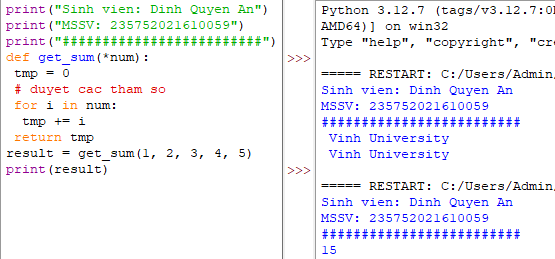 print("Sinh vien: Dinh Quyen An")
print("MSSV: 235752021610059")
print("#########################")
def get_sum(*num):
 tmp = 0
 # duyet cac tham so
 for i in num:
  tmp += i
 return tmp
result = get_sum(1, 2, 3, 4, 5)
print(result)
Python 3.12.7 (tags/v3.12.7:0
AMD64)] on win32
Type "help", "copyright", "cr
>>>
===== RESTART: C:/Users/Admin
Sinh vien: Dinh Quyen An
MSSV: 235752021610059
#########################
 Vinh University
 Vinh University
>>>
===== RESTART: C:/Users/Admin
Sinh vien: Dinh Quyen An
MSSV: 235752021610059
#########################
15